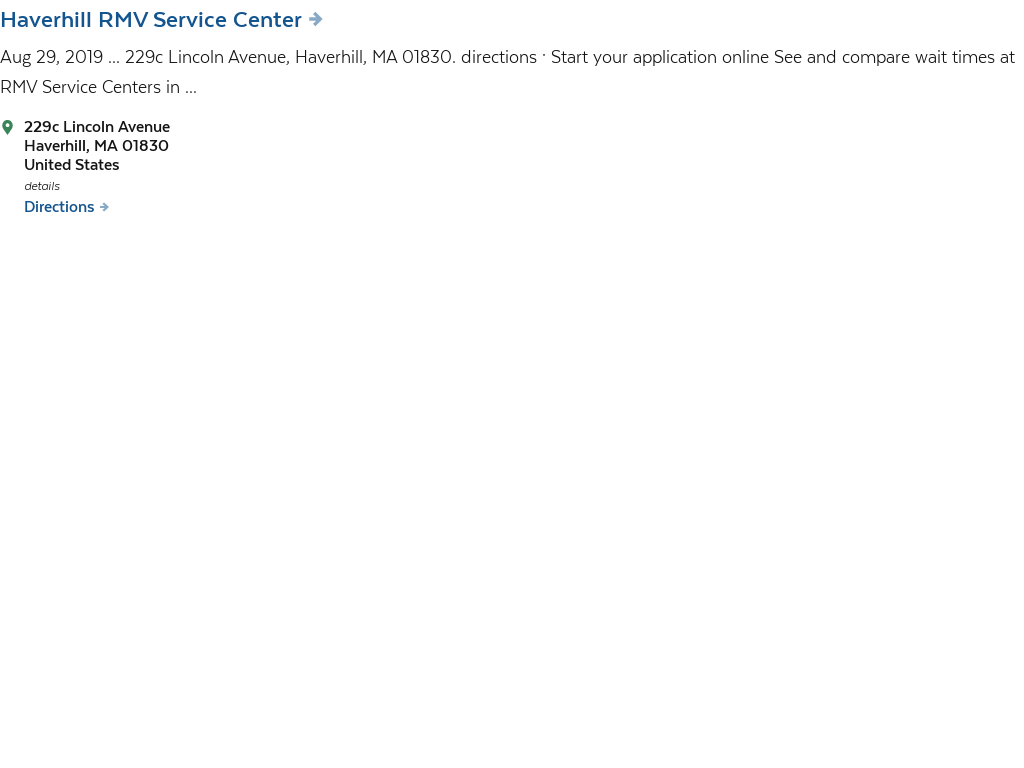 Haverhill RMV Service Center
Aug 29, 2019 ... 229c Lincoln Avenue, Haverhill, MA 01830. directions · Start your application online See and compare wait times at
RMV Service Centers in ...
229c Lincoln Avenue
Haverhill, MA 01830
United States
details
Directions